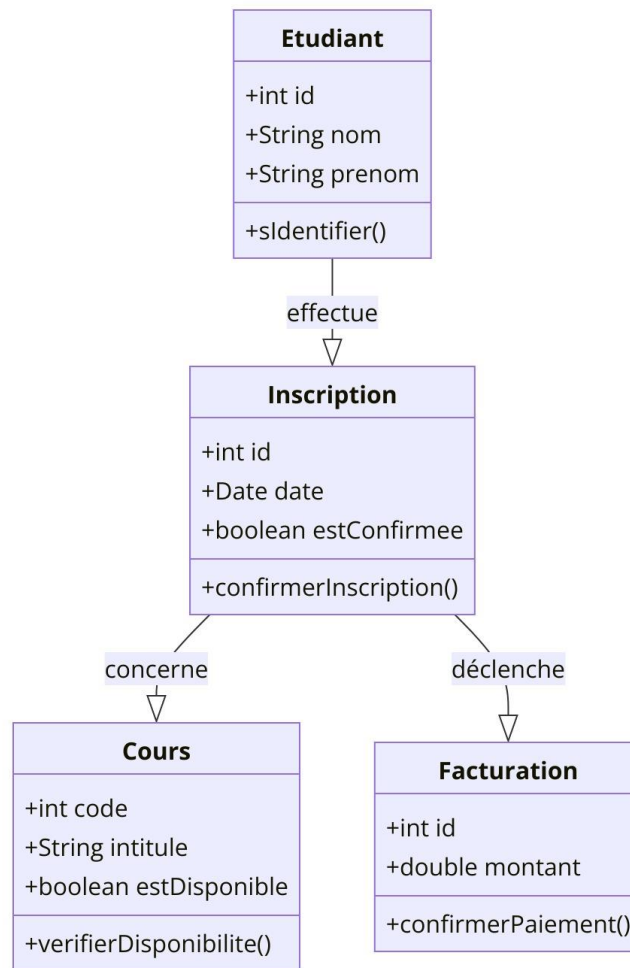 Etudiant
+int id
+String nom
+String prenom
+sIdentifier()
effectue
Inscription
+int id
+Date date
+boolean estConfirmee
+confirmerInscription()
concerne
déclenche
Cours
+int code
+String intitule
+boolean estDisponible
+verifierDisponibilite()
Facturation
+int id
+double montant
+confirmerPaiement()